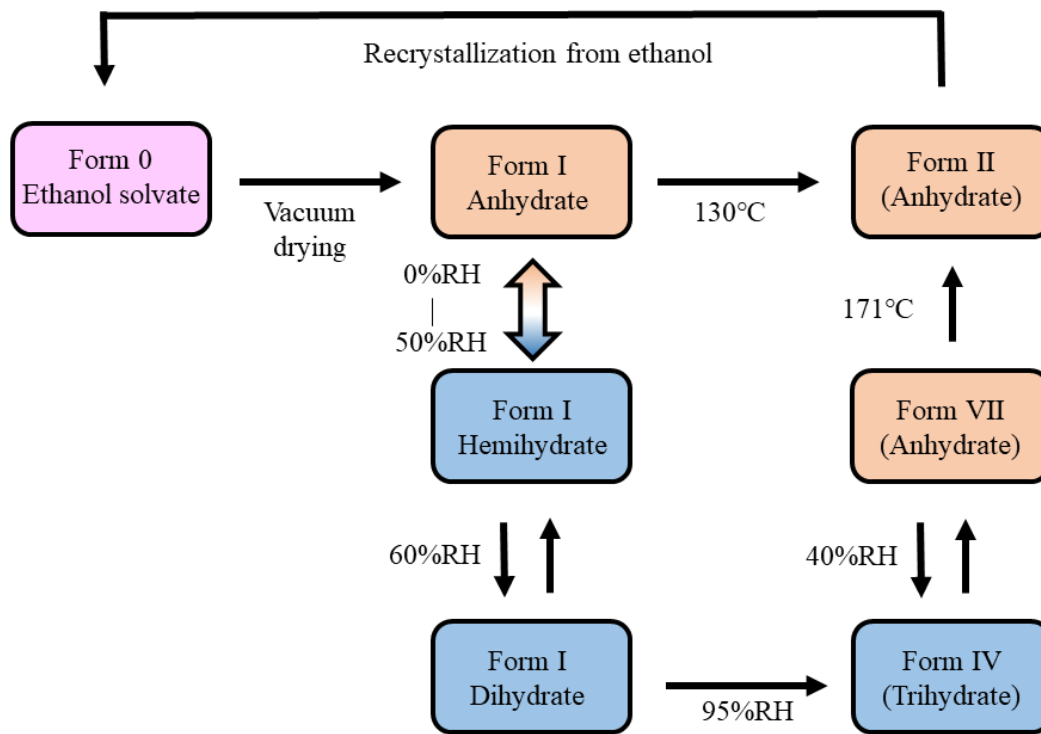 Recrystallization from ethanol
Form 0
Ethanol solvate
Vacuum
drying
Form I
Anhydrate
130℃
Form II
(Anhydrate)
0%RH
50%RH
171℃
Form I
Hemihydrate
Form VII
(Anhydrate)
60%RH
40%RH
Form I
Dihydrate
95%RH
Form IV
(Trihydrate)